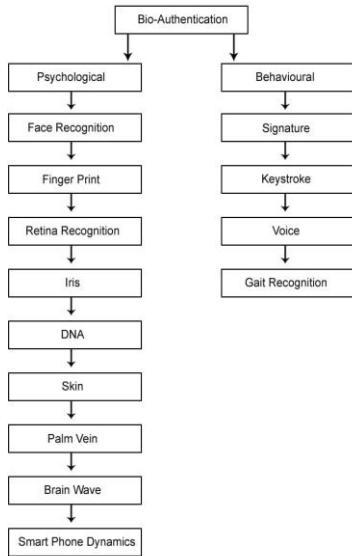 Bio-Authentication
Psychological
Behavioural
Face Recognition
Signature
Finger Print
Keystroke
Retina Recognition
Voice
Iris
Gait Recognition
DNA
Skin
Palm Vein
Brain Wave
Smart Phone Dynamics